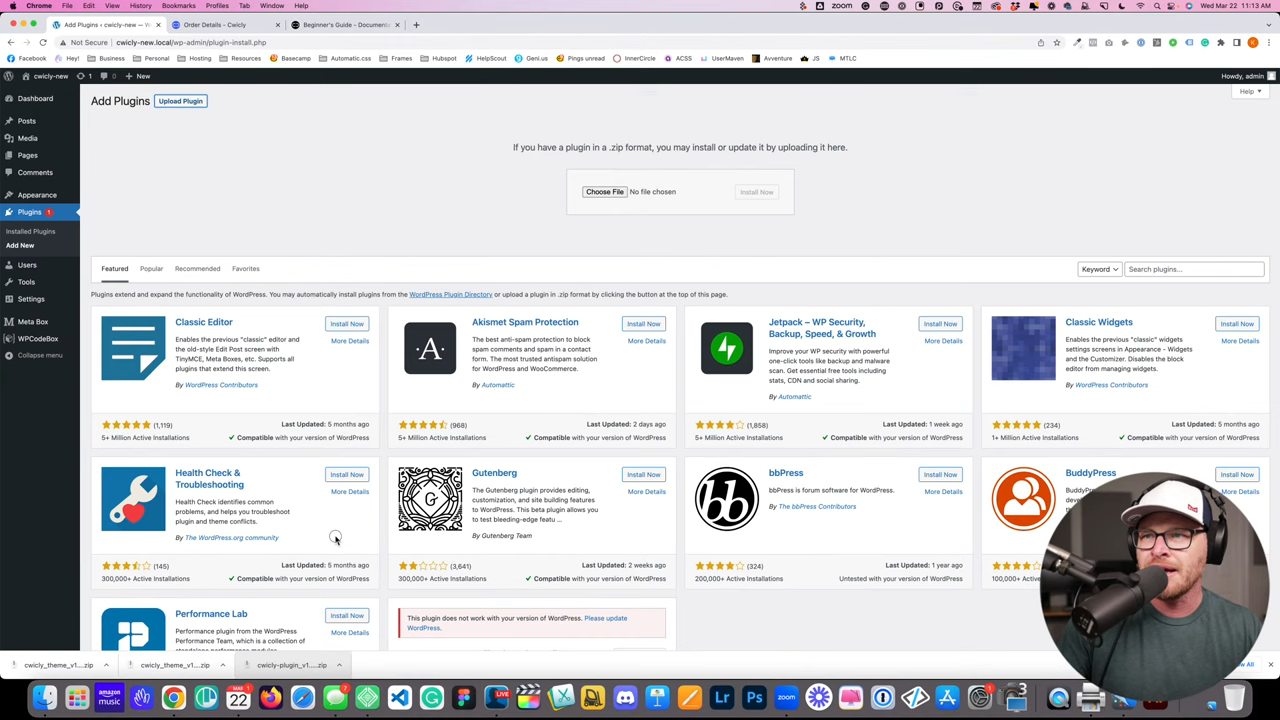 Chrome File Edit View History Bookmarks Profiles Tab Window Help
zoom
Wed Mar 22 11:13 AM
Add Plugins ‹ cwicly-new — W
Order Details - Cwicly
Beginner's Guide - Documenta
Not Secure cwicly-new.local/wp-admin/plugin-install.php
Facebook Hey! Business Personal Hosting Resources Basecamp Automatic.css Frames Hubspot HelpScout Geni.us Pings unread InnerCircle ACSS UserMaven Avventure JS MTLC
cwicly-new 1 0 New
Howdy, admin
Dashboard
Posts
Media
Pages
Comments
Appearance
Plugins 1
Installed Plugins
Add New
Users
Tools
Settings
Meta Box
WPCodeBox
Collapse menu
Add Plugins Upload Plugin
Help
If you have a plugin in a .zip format, you may install or update it by uploading it here.
Choose File No file chosen Install Now
Featured Popular Recommended Favorites
Keyword Search plugins...
Plugins extend and expand the functionality of WordPress. You may automatically install plugins from the WordPress Plugin Directory or upload a plugin in .zip format by clicking the button at the top of this page.
Classic Editor
Install Now
More Details
Enables the previous "classic" editor and
the old-style Edit Post screen with
TinyMCE, Meta Boxes, etc. Supports all
plugins that extend this screen.
By WordPress Contributors
(1,119)
Last Updated: 5 months ago
5+ Million Active Installations
Compatible with your version of WordPress
Akismet Spam Protection
Install Now
More Details
The best anti-spam protection to block
spam comments and spam in a contact
form. The most trusted antispam
solution for WordPress and
WooCommerce.
By Automattic
(968)
Last Updated: 2 days ago
5+ Million Active Installations
Compatible with your version of WordPress
Jetpack – WP Security,
Backup, Speed, & Growth
Install Now
More Details
Improve your WP security with powerful
one-click tools like backup and malware
scan. Get essential free tools including
stats, CDN and social sharing.
By Automattic
(1,858)
Last Updated: 1 week ago
5+ Million Active Installations
Compatible with your version of WordPress
Classic Widgets
Install Now
More Details
Enables the previous "classic" widgets
settings screens in Appearance - Widgets
and the Customizer. Disables the block
editor from managing widgets.
By WordPress Contributors
(234)
Last Updated: 5 months ago
1+ Million Active Installations
Compatible with your version of WordPress
Health Check &
Troubleshooting
Install Now
More Details
Health Check identifies common
problems, and helps you troubleshoot
plugin and theme conflicts.
By The WordPress.org community
(145)
Last Updated: 5 months ago
300,000+ Active Installations
Compatible with your version of WordPress
Gutenberg
Install Now
More Details
The Gutenberg plugin provides editing,
customization, and site building features
to WordPress. This beta plugin allows
you to test bleeding-edge featu ...
By Gutenberg Team
(3,641)
Last Updated: 2 weeks ago
300,000+ Active Installations
Compatible with your version of WordPress
bbPress
Install Now
More Details
bbPress is forum software for WordPress.
By The bbPress Contributors
(324)
Last Updated: 1 year ago
200,000+ Active Installations
Untested with your version of WordPress
BuddyPress
Install Now
More Details
100,000+
Performance Lab
Install Now
More Details
Performance plugin from the WordPress
Performance Team, which is a collection
This plugin does not work with your version of WordPress. Please update
WordPress.
cwicly_theme_v1....zip
cwicly_theme_v1....zip
cwicly-plugin_v1....zip
All